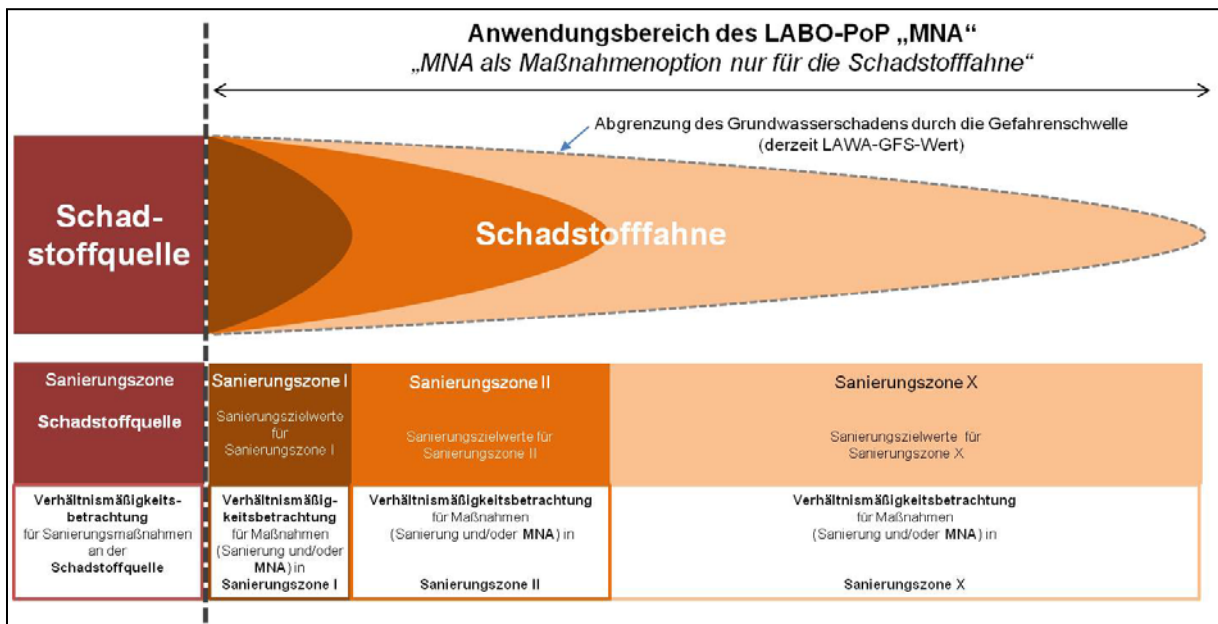 Anwendungsbereich des LABO-PoP „MNA“
„MNA als Maßnahmenoption nur für die Schadstofffahne“
Abgrenzung des Grundwasserschadens durch die Gefahrenschwelle
(derzeit LAWA-GFS-Wert)
Schad-
stoffquelle
Schadstofffahne
Sanierungszone
Schadstoffquelle
Sanierungszone I
Sanierungszielwerte
für
Sanierungszone I
Sanierungszone II
Sanierungszielwerte für
Sanierungszone II
Sanierungszone X
Sanierungszielwerte für
Sanierungszone X
Verhältnismäßigkeits-
betrachtung
für Sanierungsmaßnahmen
an der
Schadstoffquelle
Verhältnismäßig-
keitsbetrachtung
für Maßnahmen
(Sanierung und/oder
MNA) in
Sanierungszone I
Verhältnismäßigkeitsbetrachtung
für Maßnahmen
(Sanierung und/oder MNA) in
Sanierungszone II
Verhältnismäßigkeitsbetrachtung
für Maßnahmen
(Sanierung und/oder MNA) in
Sanierungszone X